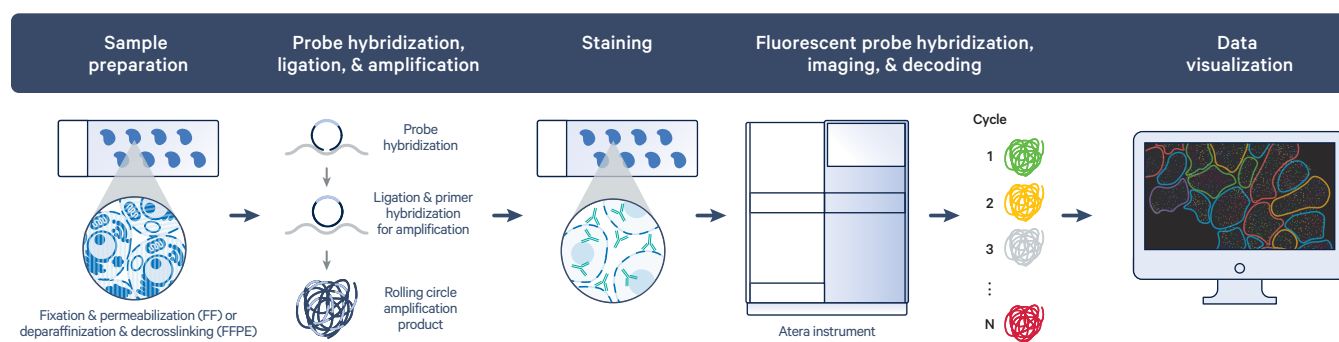 Sample
preparation
Probe hybridization,
ligation, & amplification
Staining
Fluorescent probe hybridization,
imaging, & decoding
Data
visualization
Fixation & permeabilization (FF) or
deparaffinization & decrosslinking (FFPE)
Probe
hybridization
Ligation & primer
hybridization
for amplification
Rolling circle
amplification
product
Atera instrument
Cycle
1
2
3
⋮
N